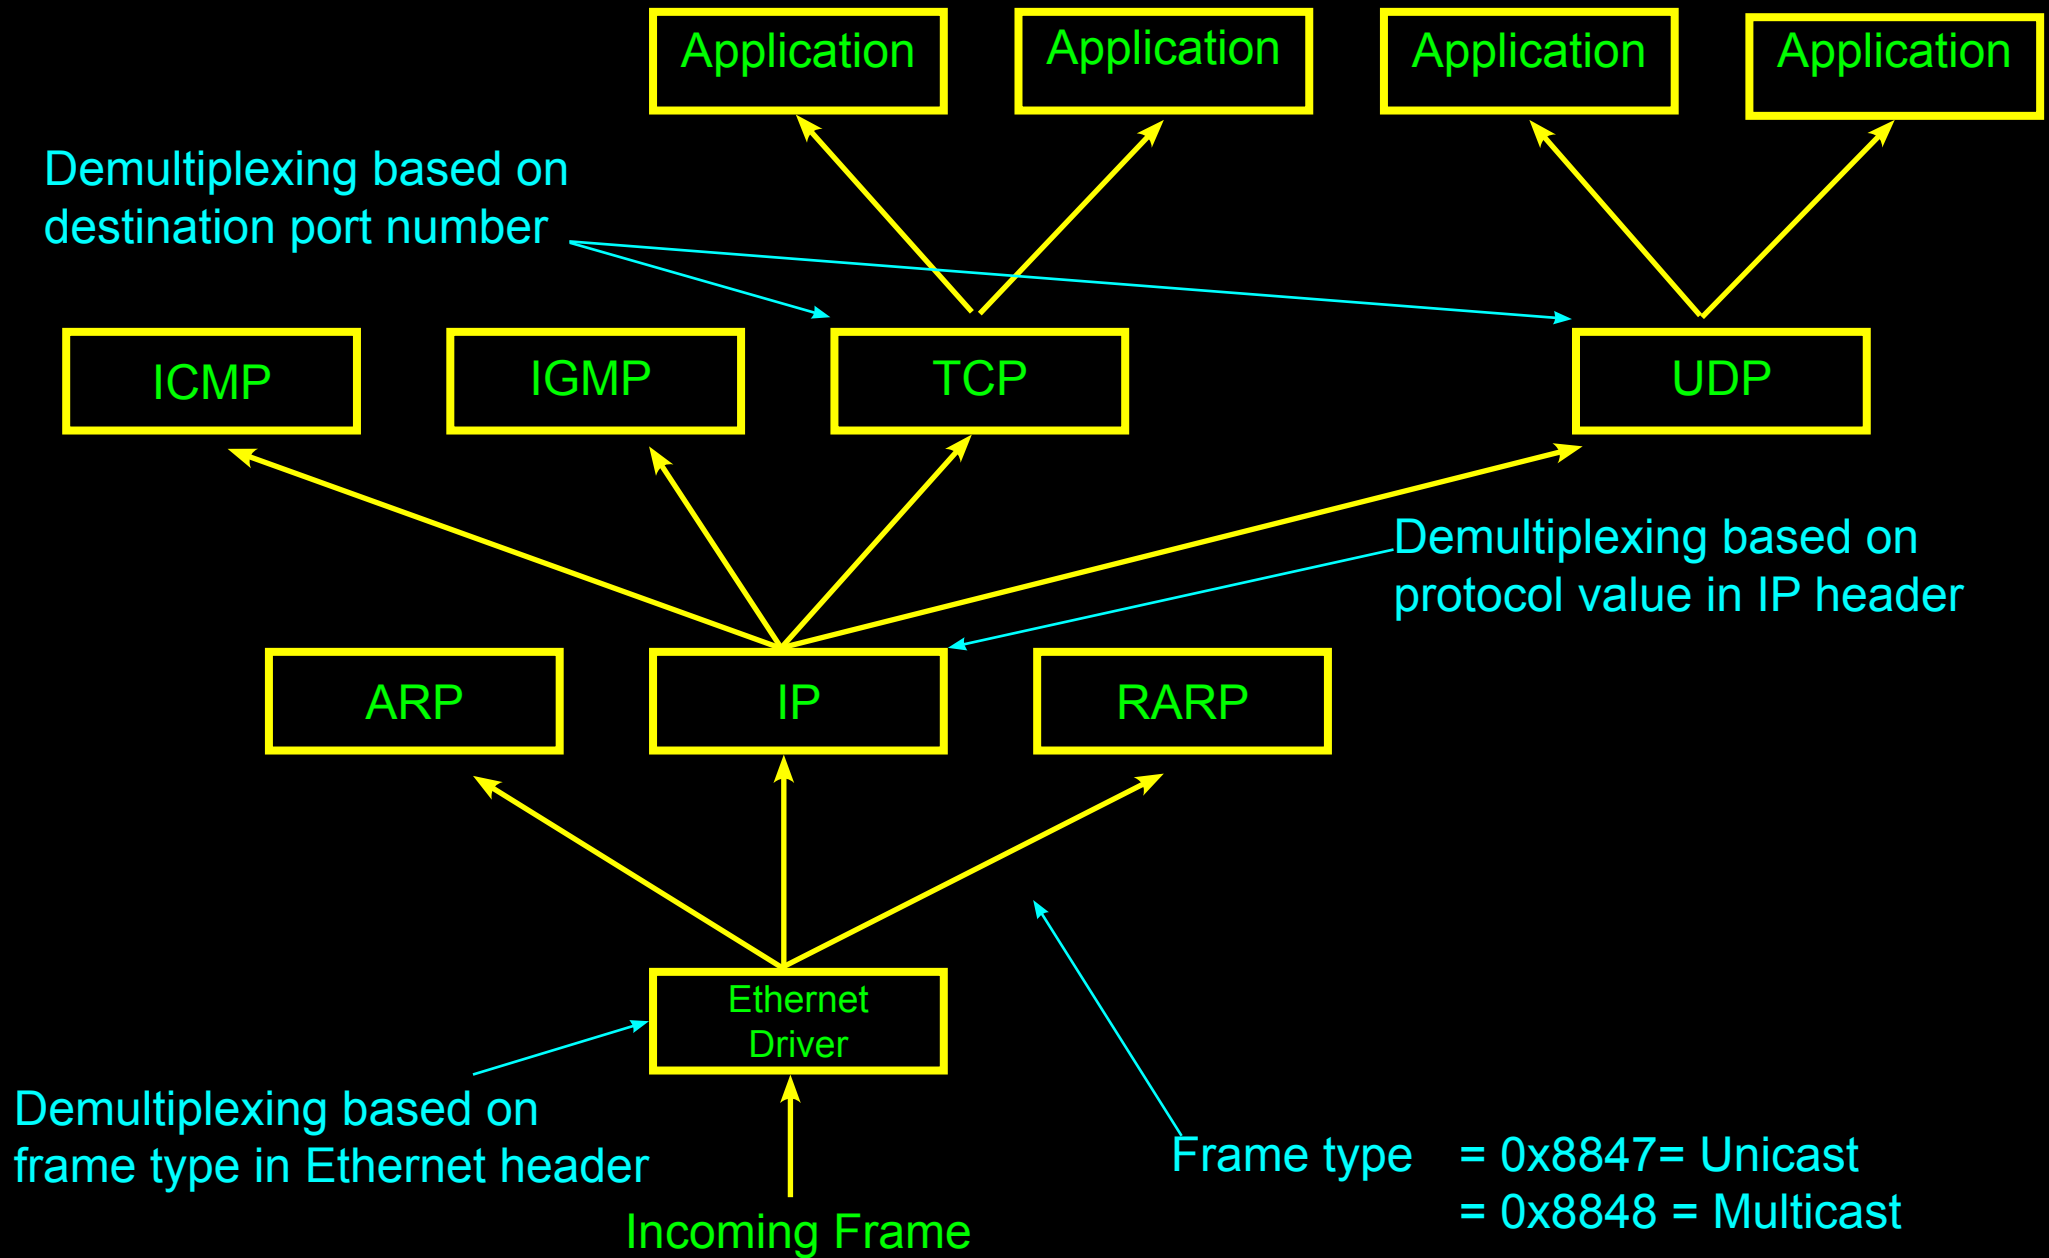 Application
Application
Application
Application
Demultiplexing based on
destination port number
ICMP
IGMP
TCP
UDP
Demultiplexing based on
protocol value in IP header
ARP
IP
RARP
Ethernet
Driver
Demultiplexing based on
frame type in Ethernet header
Frame type = 0x8847= Unicast
= 0x8848 = Multicast
Incoming Frame